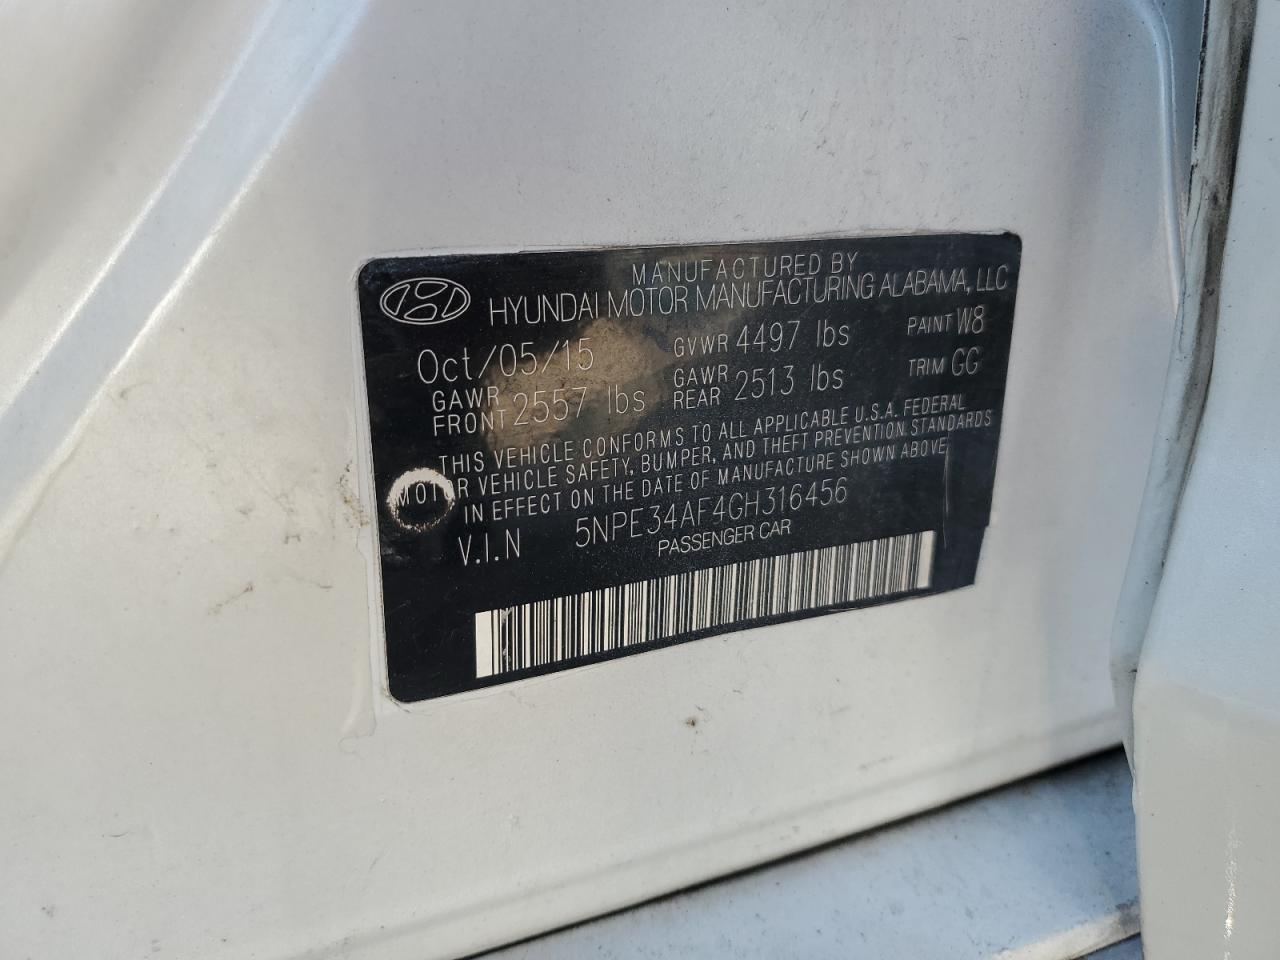 MANUFACTURED BY
HYUNDAI MOTOR MANUFACTURING ALABAMA, LLC
Oct/05/15 GVWR 4497 lbs PAINT W8
GAWR FRONT 2557 lbs GAWR REAR 2513 lbs TRIM GG
THIS VEHICLE CONFORMS TO ALL APPLICABLE U.S.A. FEDERAL
MOTOR VEHICLE SAFETY, BUMPER, AND THEFT PREVENTION STANDARDS
IN EFFECT ON THE DATE OF MANUFACTURE SHOWN ABOVE
V.I.N 5NPE34AF4GH316456
PASSENGER CAR